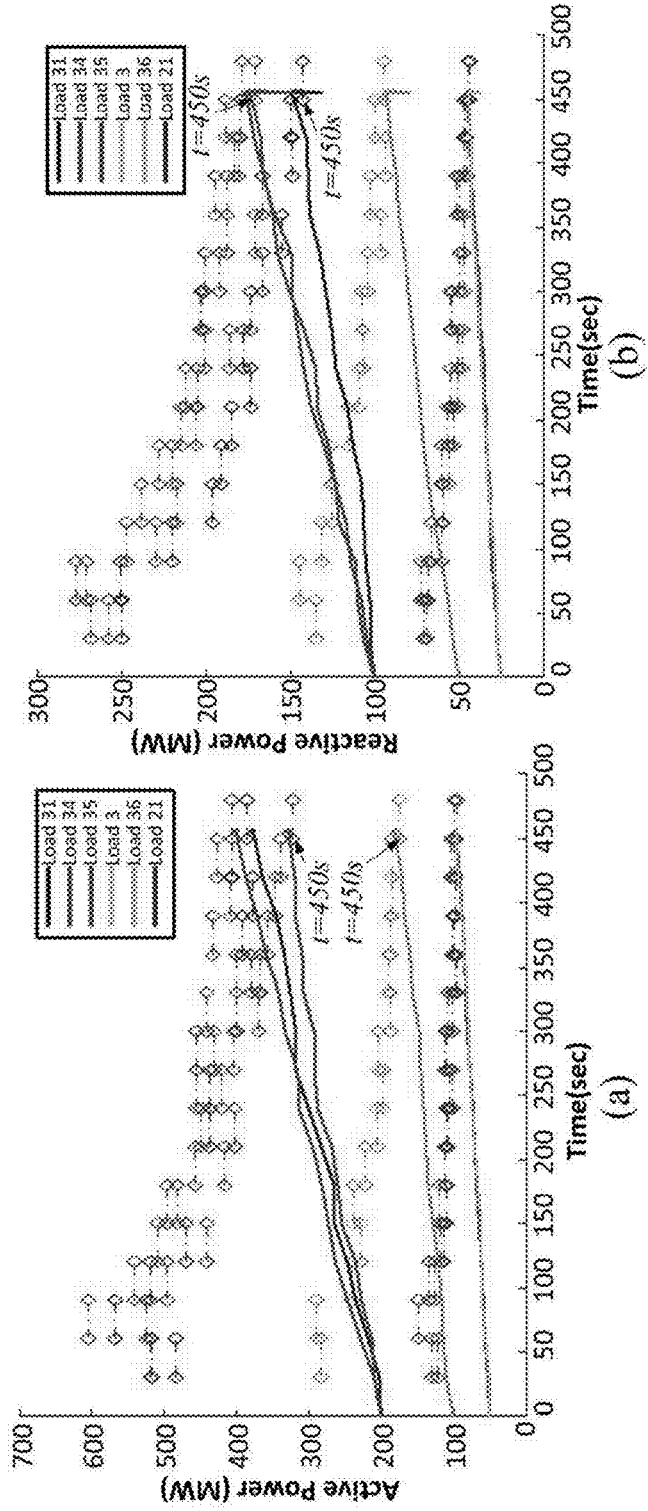 Active Power (MW)
700
600
500
400
300
200
100
0
0 50 100 150 200 250 300 350 400 450 500
Time(sec)
(a)
Load 31
Load 34
Load 35
Load 3
Load 36
Load 21
t=450s
t=450s
Reactive Power (MW)
300
250
200
150
100
50
0
0 50 100 150 200 250 300 350 400 450 500
Time(sec)
(b)
Load 31
Load 34
Load 35
Load 3
Load 36
Load 21
t=450s
t=450s